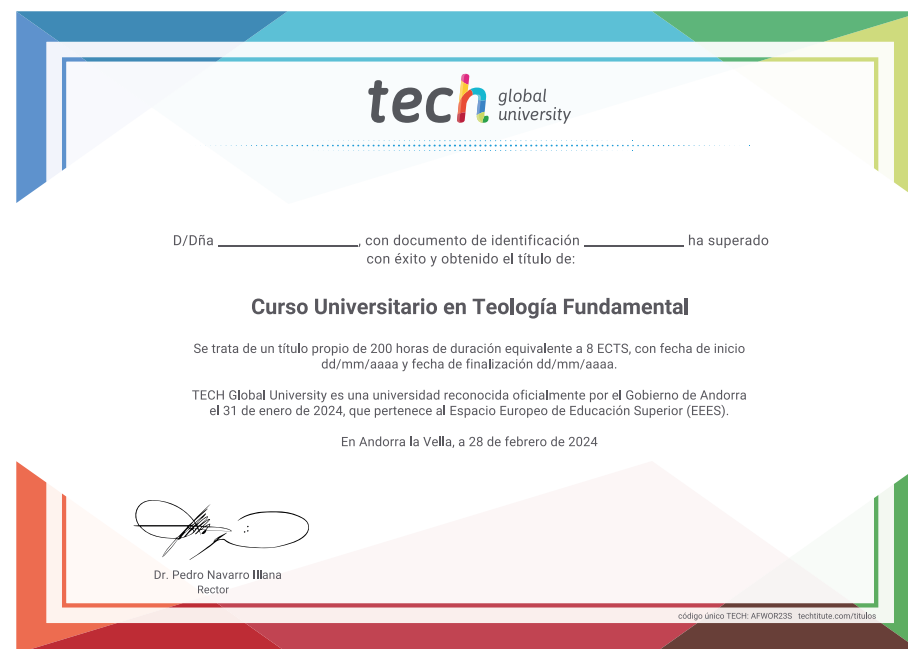 tech global
university
D/Dña ____________________, con documento de identificación ______________ ha superado
con éxito y obtenido el título de:
Curso Universitario en Teología Fundamental
Se trata de un título propio de 200 horas de duración equivalente a 8 ECTS, con fecha de inicio
dd/mm/aaaa y fecha de finalización dd/mm/aaaa.
TECH Global University es una universidad reconocida oficialmente por el Gobierno de Andorra
el 31 de enero de 2024, que pertenece al Espacio Europeo de Educación Superior (EEES).
En Andorra la Vella, a 28 de febrero de 2024
Dr. Pedro Navarro Illana
Rector
código único TECH: AFWOR23S techtitute.com/titulos